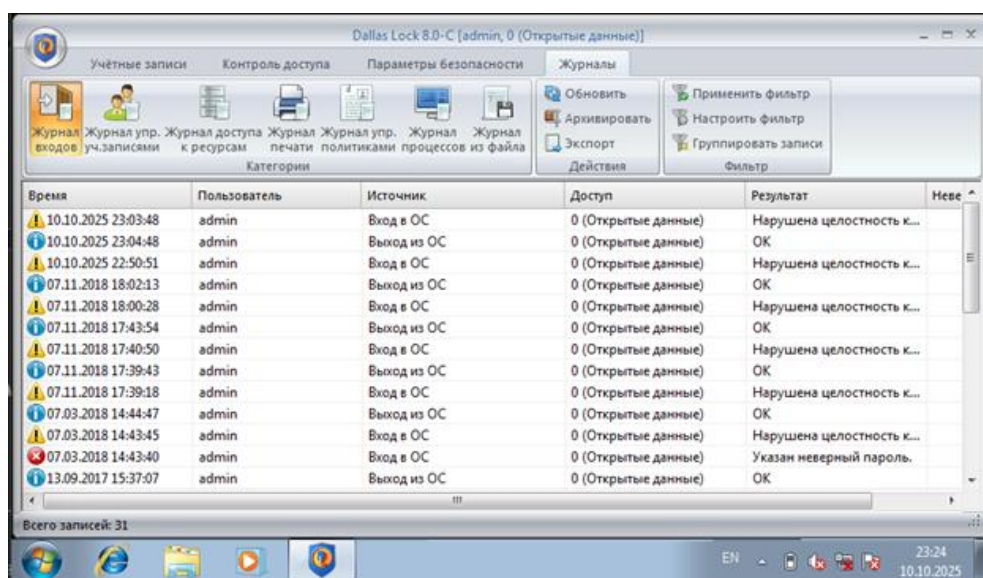 Dallas Lock 8.0-C [admin, 0 (Открытые данные)]
Учётные записи Контроль доступа Параметры безопасности Журналы
Журнал входов
Журнал упр. уч.записями
Журнал доступа к ресурсам
Журнал печати
Журнал упр. политиками
Журнал процессов
Журнал из файла
Категории
Обновить
Архивировать
Экспорт
Действия
Применить фильтр
Настроить фильтр
Группировать записи
Фильтр
Время Пользователь Источник Доступ Результат Неве
10.10.2025 23:03:48 admin Вход в ОС 0 (Открытые данные) Нарушена целостность к...
10.10.2025 23:04:48 admin Выход из ОС 0 (Открытые данные) OK
10.10.2025 22:50:51 admin Вход в ОС 0 (Открытые данные) Нарушена целостность к...
07.11.2018 18:02:13 admin Выход из ОС 0 (Открытые данные) OK
07.11.2018 18:00:28 admin Вход в ОС 0 (Открытые данные) Нарушена целостность к...
07.11.2018 17:43:54 admin Выход из ОС 0 (Открытые данные) OK
07.11.2018 17:40:50 admin Вход в ОС 0 (Открытые данные) Нарушена целостность к...
07.11.2018 17:39:43 admin Выход из ОС 0 (Открытые данные) OK
07.11.2018 17:39:18 admin Вход в ОС 0 (Открытые данные) Нарушена целостность к...
07.03.2018 14:44:47 admin Выход из ОС 0 (Открытые данные) OK
07.03.2018 14:43:45 admin Вход в ОС 0 (Открытые данные) Нарушена целостность к...
07.03.2018 14:43:40 admin Вход в ОС 0 (Открытые данные) Указан неверный пароль.
13.09.2017 15:37:07 admin Выход из ОС 0 (Открытые данные) OK
Всего записей: 31
EN 23:24
10.10.2025